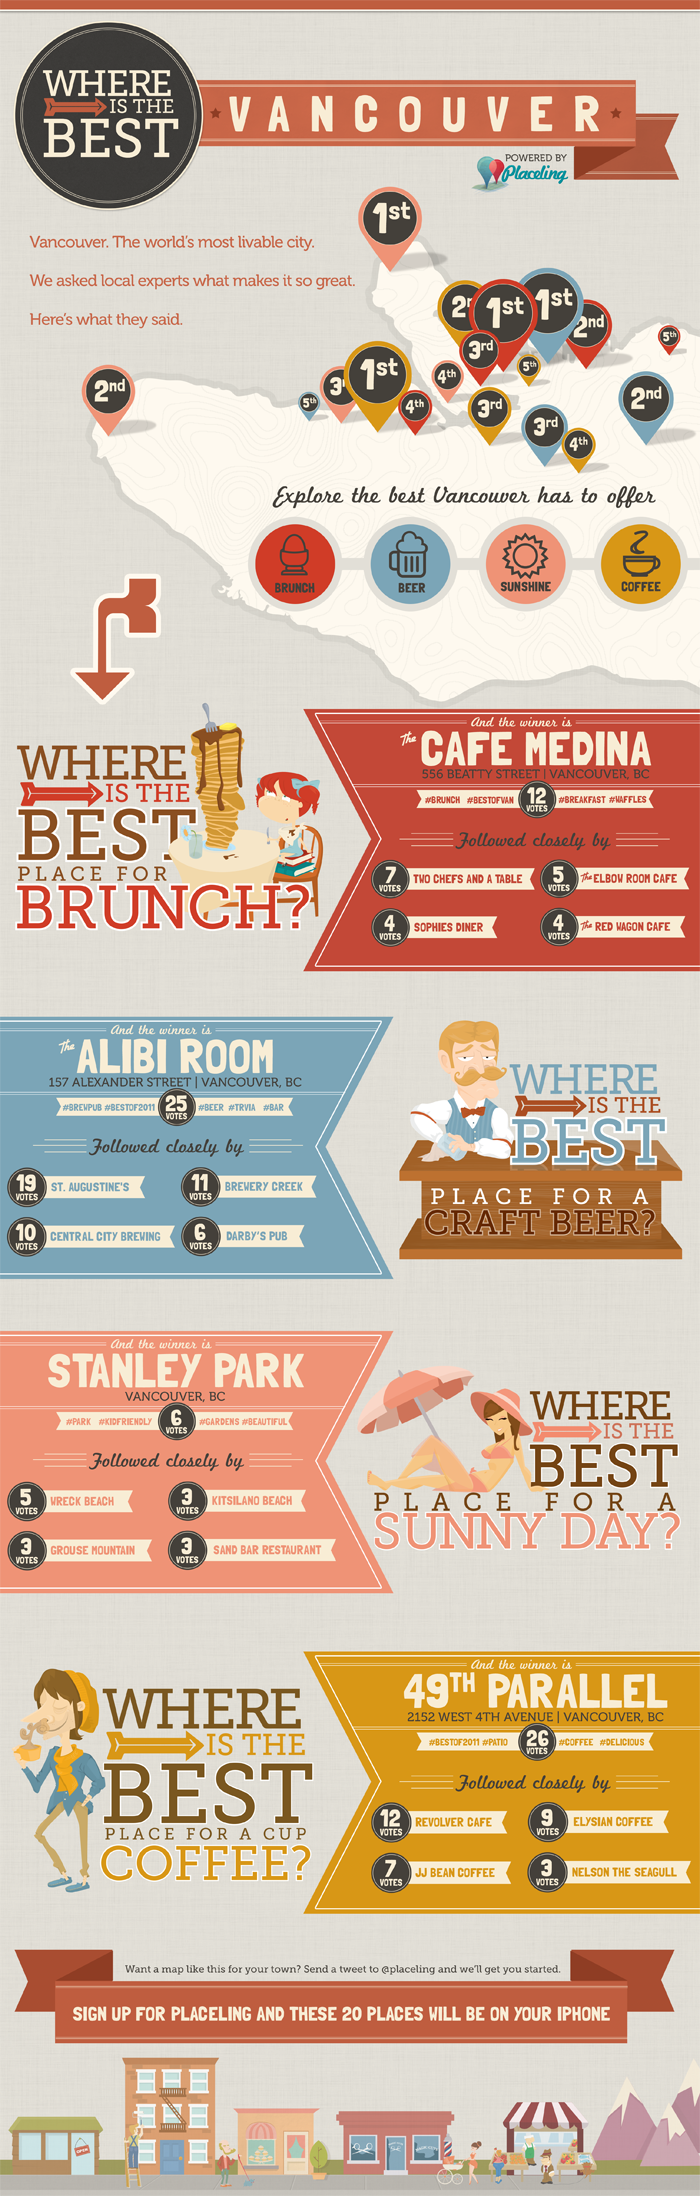 WHERE
IS THE
BEST
VANCOUVER
POWERED BY
Placeling
Vancouver. The world's most livable city.
We asked local experts what makes it so great.
Here's what they said.
1st
2nd
1st
1st
2nd
3rd
5th
4th
5th
2nd
5th
3
1st
4th
3rd
3rd
4th
2nd
Explore the best Vancouver has to offer
BRUNCH
BEER
SUNSHINE
COFFEE
WHERE
IS THE
BEST
PLACE FOR
BRUNCH?
And the winner is
The CAFE MEDINA
556 BEATTY STREET | VANCOUVER, BC
#BRUNCH #BESTOFVAN 12 VOTES #BREAKFAST #WAFFLES
Followed closely by
7 VOTES TWO CHEFS AND A TABLE
5 VOTES The ELBOW ROOM CAFE
4 VOTES SOPHIES DINER
4 VOTES The RED WAGON CAFE
And the winner is
The ALIBI ROOM
157 ALEXANDER STREET | VANCOUVER, BC
#BREWPUB #BESTOF2011 25 VOTES #BEER #TRVIA #BAR
Followed closely by
19 VOTES ST. AUGUSTINE'S
11 VOTES BREWERY CREEK
10 VOTES CENTRAL CITY BREWING
6 VOTES DARBY'S PUB
WHERE
IS THE
BEST
PLACE FOR A
CRAFT BEER?
And the winner is
STANLEY PARK
VANCOUVER, BC
#PARK #KIDFRIENDLY 6 VOTES #GARDENS #BEAUTIFUL
Followed closely by
5 VOTES WRECK BEACH
3 VOTES KITSILANO BEACH
3 VOTES GROUSE MOUNTAIN
3 VOTES SAND BAR RESTAURANT
WHERE
IS THE
BEST
PLACE FOR A
SUNNY DAY?
WHERE
IS THE
BEST
PLACE FOR A CUP
COFFEE?
And the winner is
49TH PARALLEL
2152 WEST 4TH AVENUE | VANCOUVER, BC
#BESTOF2011 #PATIO 26 VOTES #COFFEE #DELICIOUS
Followed closely by
12 VOTES REVOLVER CAFE
9 VOTES ELYSIAN COFFEE
7 VOTES JJ BEAN COFFEE
3 VOTES NELSON THE SEAGULL
Want a map like this for your town? Send a tweet to @placeling and we'll get you started.
SIGN UP FOR PLACELING AND THESE 20 PLACES WILL BE ON YOUR IPHONE
OPEN